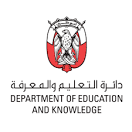 دائرة التعليم والمعرفة
DEPARTMENT OF EDUCATION
AND KNOWLEDGE